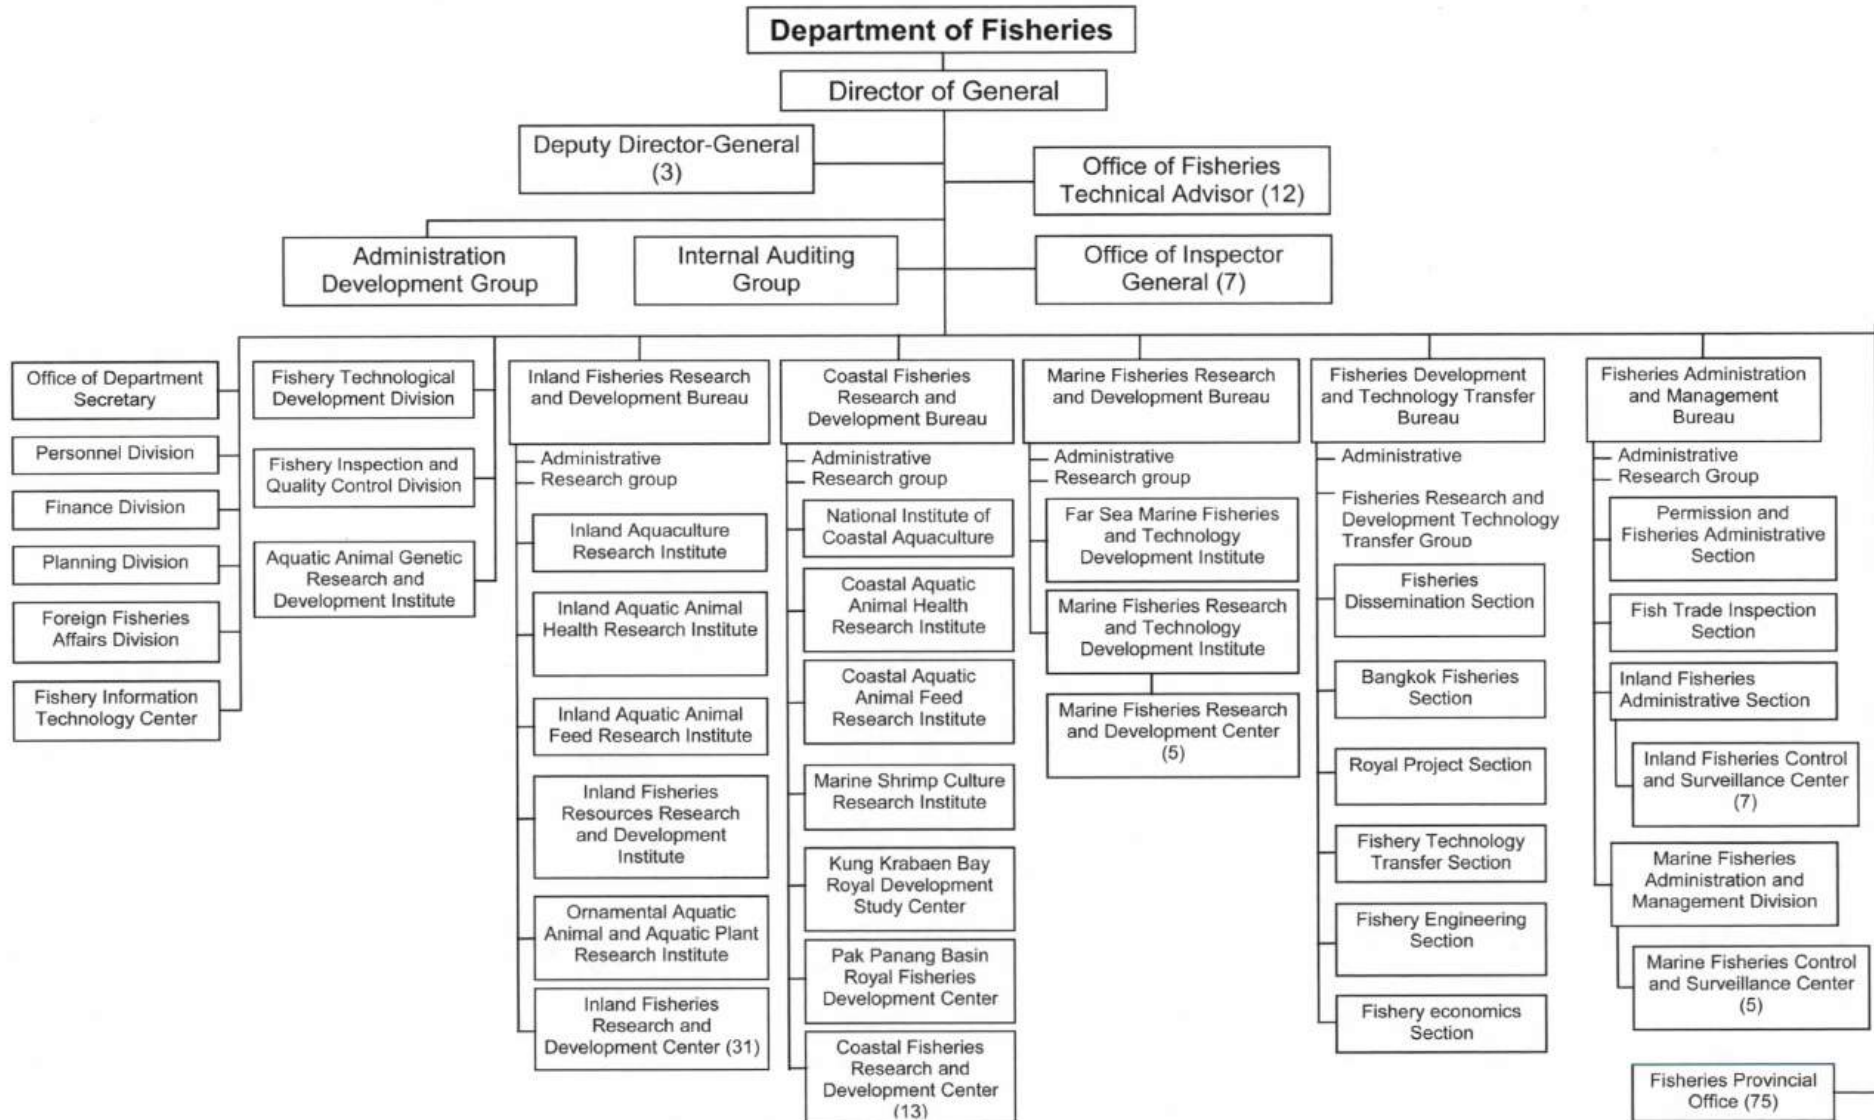 Department of Fisheries
Director of General
Deputy Director-General
(3)
Office of Fisheries
Technical Advisor (12)
Administration
Development Group
Internal Auditing
Group
Office of Inspector
General (7)
Office of Department
Secretary
Personnel Division
Finance Division
Planning Division
Foreign Fisheries
Affairs Division
Fishery Information
Technology Center
Fishery Technological
Development Division
Fishery Inspection and
Quality Control Division
Aquatic Animal Genetic
Research and
Development Institute
Inland Fisheries Research
and Development Bureau
Administrative
Research group
Inland Aquaculture
Research Institute
Inland Aquatic Animal
Health Research Institute
Inland Aquatic Animal
Feed Research Institute
Inland Fisheries
Resources Research
and Development
Institute
Ornamental Aquatic
Animal and Aquatic Plant
Research Institute
Inland Fisheries
Research and
Development Center (31)
Coastal Fisheries
Research and
Development Bureau
Administrative
Research group
National Institute of
Coastal Aquaculture
Coastal Aquatic
Animal Health
Research Institute
Coastal Aquatic
Animal Feed
Research Institute
Marine Shrimp Culture
Research Institute
Kung Krabaen Bay
Royal Development
Study Center
Pak Panang Basin
Royal Fisheries
Development Center
Coastal Fisheries
Research and
Development Center
(13)
Marine Fisheries Research
and Development Bureau
Administrative
Research group
Far Sea Marine Fisheries
and Technology
Development Institute
Marine Fisheries Research
and Technology
Development Institute
Marine Fisheries Research
and Development Center
(5)
Fisheries Development
and Technology Transfer
Bureau
Administrative
Fisheries Research and
Development Technology
Transfer Group
Fisheries
Dissemination Section
Bangkok Fisheries
Section
Royal Project Section
Fishery Technology
Transfer Section
Fishery Engineering
Section
Fishery economics
Section
Fisheries Administration
and Management
Bureau
Administrative
Research Group
Permission and
Fisheries Administrative
Section
Fish Trade Inspection
Section
Inland Fisheries
Administrative Section
Inland Fisheries Control
and Surveillance Center
(7)
Marine Fisheries
Administration and
Management Division
Marine Fisheries Control
and Surveillance Center
(5)
Fisheries Provincial
Office (75)